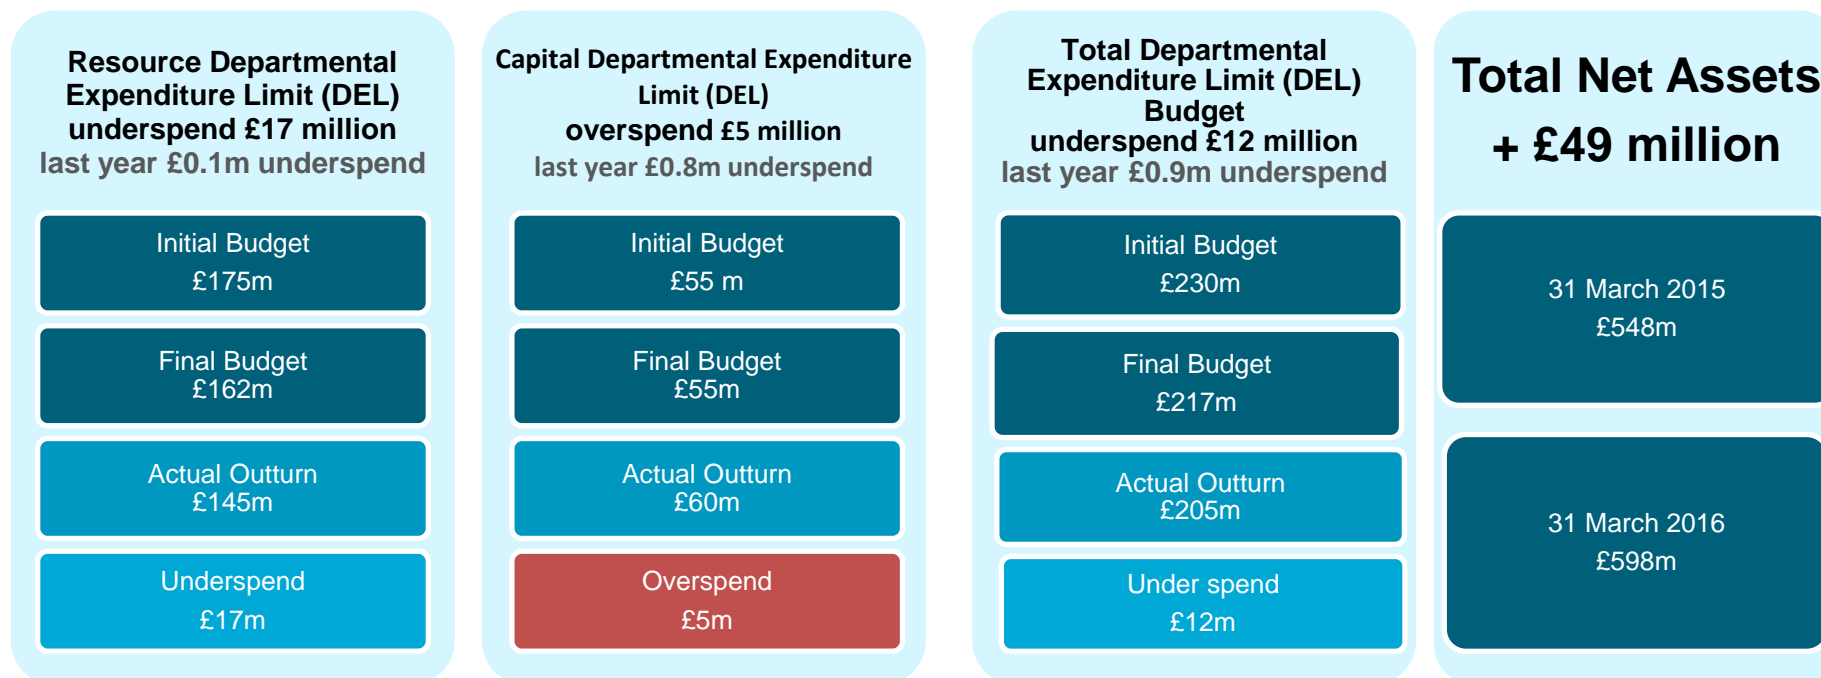 Resource Departmental
Expenditure Limit (DEL)
underspend £17 million
last year £0.1m underspend
Initial Budget
£175m
Final Budget
£162m
Actual Outturn
£145m
Underspend
£17m
Capital Departmental Expenditure
Limit (DEL)
overspend £5 million
last year £0.8m underspend
Initial Budget
£55 m
Final Budget
£55m
Actual Outturn
£60m
Overspend
£5m
Total Departmental
Expenditure Limit (DEL)
Budget
underspend £12 million
last year £0.9m underspend
Initial Budget
£230m
Final Budget
£217m
Actual Outturn
£205m
Under spend
£12m
Total Net Assets
+ £49 million
31 March 2015
£548m
31 March 2016
£598m